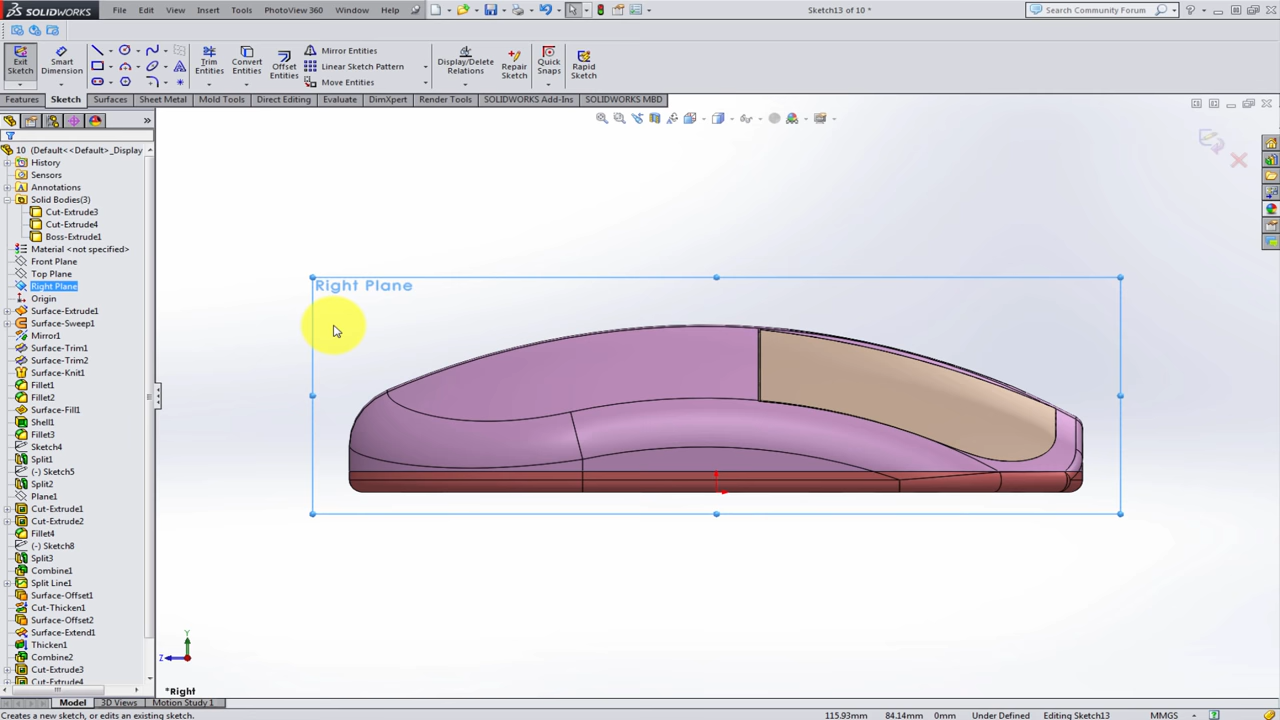 SOLIDWORKS File Edit View Insert Tools PhotoView 360 Window Help Sketch13 of 10 * Search Community Forum
Exit Sketch Smart Dimension Trim Entities Convert Entities Offset Entities Mirror Entities Linear Sketch Pattern Move Entities Display/Delete Relations Repair Sketch Quick Snaps Rapid Sketch
Features Sketch Surfaces Sheet Metal Mold Tools Direct Editing Evaluate DimXpert Render Tools SOLIDWORKS Add-Ins SOLIDWORKS MBD
10 (Default<<Default>_Display
History
Sensors
Annotations
Solid Bodies(3)
Cut-Extrude3
Cut-Extrude4
Boss-Extrude1
Material <not specified>
Front Plane
Top Plane
Right Plane
Origin
Surface-Extrude1
Surface-Sweep1
Mirror1
Surface-Trim1
Surface-Trim2
Surface-Knit1
Fillet1
Fillet2
Surface-Fill1
Shell1
Fillet3
Sketch4
Split1
(-) Sketch5
Split2
Plane1
Cut-Extrude1
Cut-Extrude2
Fillet4
(-) Sketch8
Split3
Combine1
Split Line1
Surface-Offset1
Cut-Thicken1
Surface-Offset2
Surface-Extend1
Thicken1
Combine2
Cut-Extrude3
Cut-Extrude4
Right Plane
Y
Z
*Right
Model 3D Views Motion Study 1
Creates a new sketch, or edits an existing sketch. 115.93mm 84.14mm 0mm Under Defined Editing Sketch13 MMGS